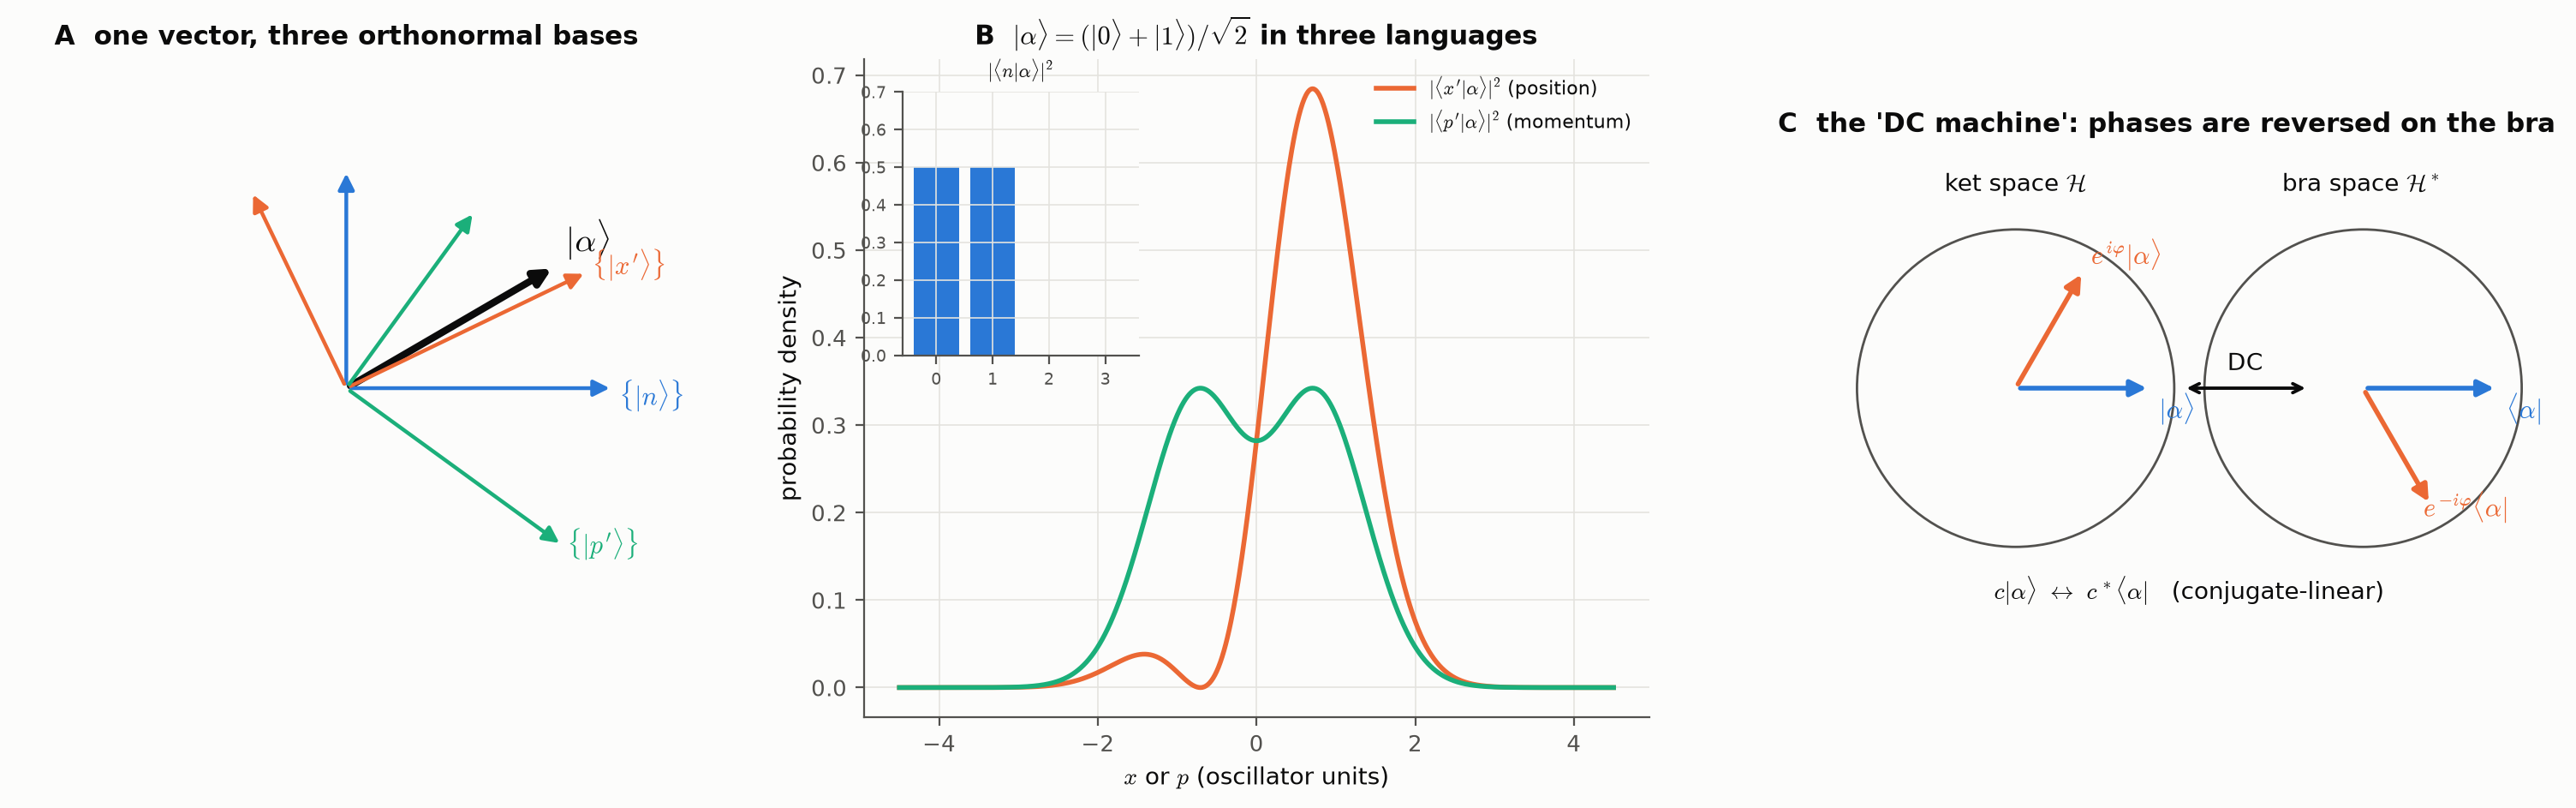 A one vector, three orthonormal bases
|α⟩
{|x′⟩}
{|n⟩}
{|p′⟩}
B |α⟩ = (|0⟩ + |1⟩)/√2 in three languages
|⟨n|α⟩|²
0.7
0.6
0.5
0.4
0.3
0.2
0.1
0.0
0 1 2 3
|⟨x′|α⟩|² (position)
|⟨p′|α⟩|² (momentum)
probability density
0.7
0.6
0.5
0.4
0.3
0.2
0.1
0.0
−4 −2 0 2 4
x or p (oscillator units)
C the 'DC machine': phases are reversed on the bra
ket space ℋ
bra space ℋ*
e^{iφ}|α⟩
|α⟩
DC
⟨α|
e^{−iφ}⟨α|
c|α⟩ ↔ c*⟨α| (conjugate-linear)